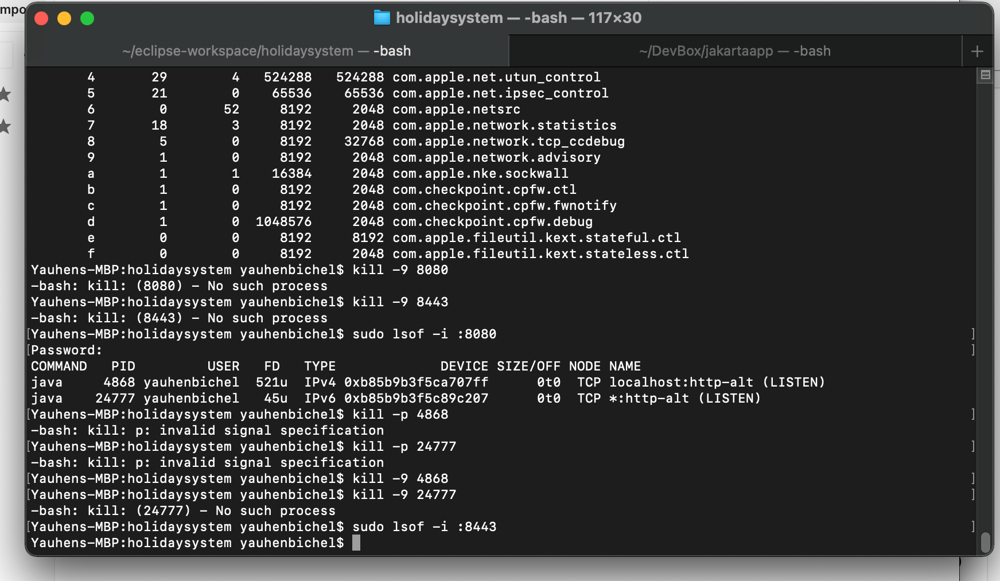 mpo
holidaysystem — -bash — 117×30
~/eclipse-workspace/holidaysystem — -bash
~/DevBox/jakartaapp — -bash
+
4 29 4 524288 524288 com.apple.net.utun_control
5 21 0 65536 65536 com.apple.net.ipsec_control
6 0 52 8192 2048 com.apple.netsrc
7 18 3 8192 2048 com.apple.network.statistics
8 5 0 8192 32768 com.apple.network.tcp_ccdebug
9 1 0 8192 2048 com.apple.network.advisory
a 1 1 16384 2048 com.apple.nke.sockwall
b 1 0 8192 2048 com.checkpoint.cpfw.ctl
c 1 0 8192 2048 com.checkpoint.cpfw.fwnotify
d 1 0 1048576 2048 com.checkpoint.cpfw.debug
e 0 0 8192 8192 com.apple.fileutil.kext.stateful.ctl
f 0 0 8192 2048 com.apple.fileutil.kext.stateless.ctl
Yauhens-MBP:holidaysystem yauhenbichel$ kill -9 8080
-bash: kill: (8080) - No such process
Yauhens-MBP:holidaysystem yauhenbichel$ kill -9 8443
-bash: kill: (8443) - No such process
[Yauhens-MBP:holidaysystem yauhenbichel$ sudo lsof -i :8080 ]
[Password: ]
COMMAND PID USER FD TYPE DEVICE SIZE/OFF NODE NAME
java 4868 yauhenbichel 521u IPv4 0xb85b9b3f5ca707ff 0t0 TCP localhost:http-alt (LISTEN)
java 24777 yauhenbichel 45u IPv6 0xb85b9b3f5c89c207 0t0 TCP *:http-alt (LISTEN)
[Yauhens-MBP:holidaysystem yauhenbichel$ kill -p 4868 ]
-bash: kill: p: invalid signal specification
[Yauhens-MBP:holidaysystem yauhenbichel$ kill -p 24777 ]
-bash: kill: p: invalid signal specification
[Yauhens-MBP:holidaysystem yauhenbichel$ kill -9 4868 ]
[Yauhens-MBP:holidaysystem yauhenbichel$ kill -9 24777 ]
-bash: kill: (24777) - No such process
[Yauhens-MBP:holidaysystem yauhenbichel$ sudo lsof -i :8443 ]
Yauhens-MBP:holidaysystem yauhenbichel$